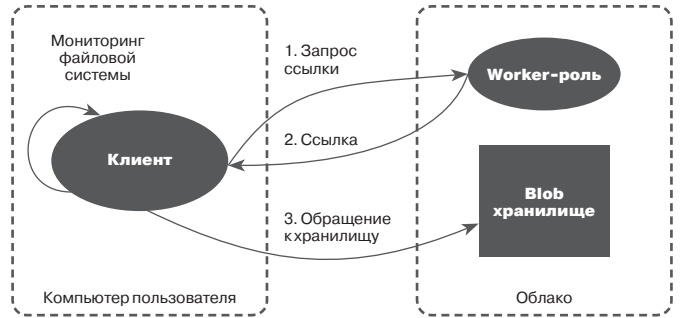 Мониторинг
файловой
системы
1. Запрос
ссылки
Worker-роль
Клиент
2. Ссылка
Blob
хранилище
3. Обращение
к хранилищу
Компьютер пользователя
Облако